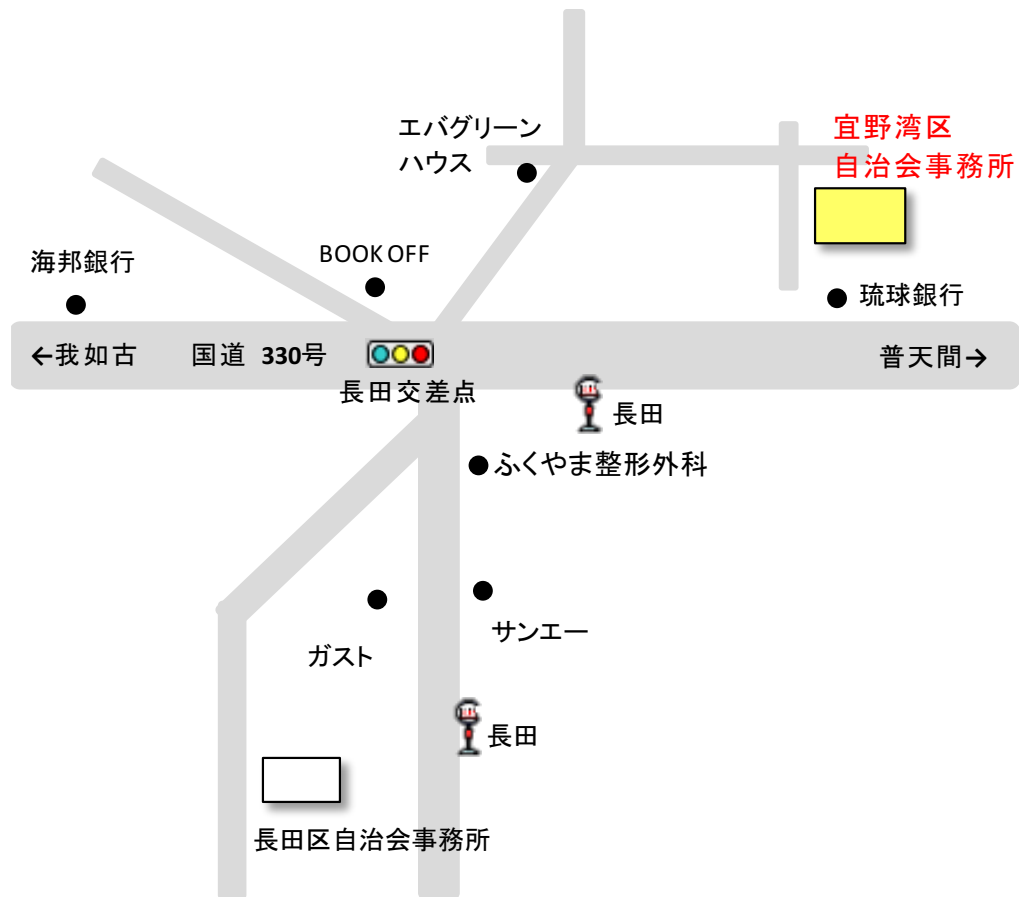 エバグリーン
ハウス
宜野湾区
自治会事務所
海邦銀行
BOOK OFF
琉球銀行
←我如古
国道 330号
普天間→
長田交差点
長田
ふくやま整形外科
サンエー
ガスト
長田
長田区自治会事務所